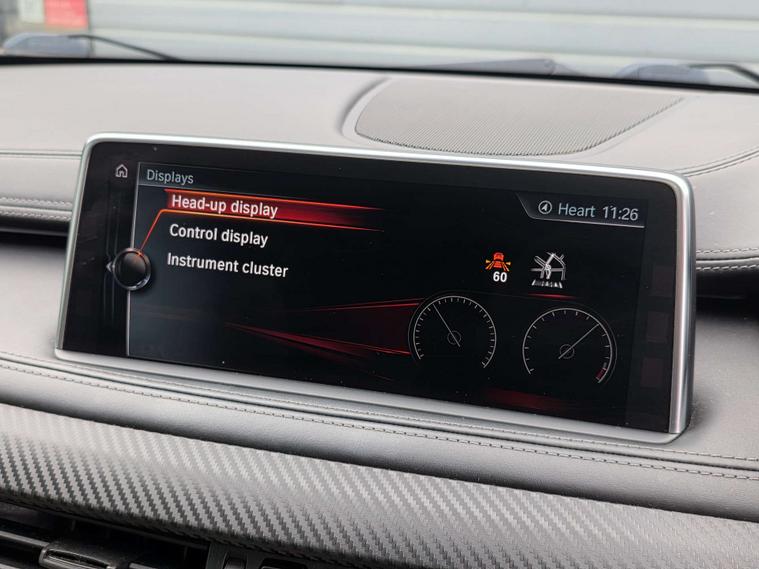 Displays
Heart 11:26
Head-up display
Control display
Instrument cluster
60